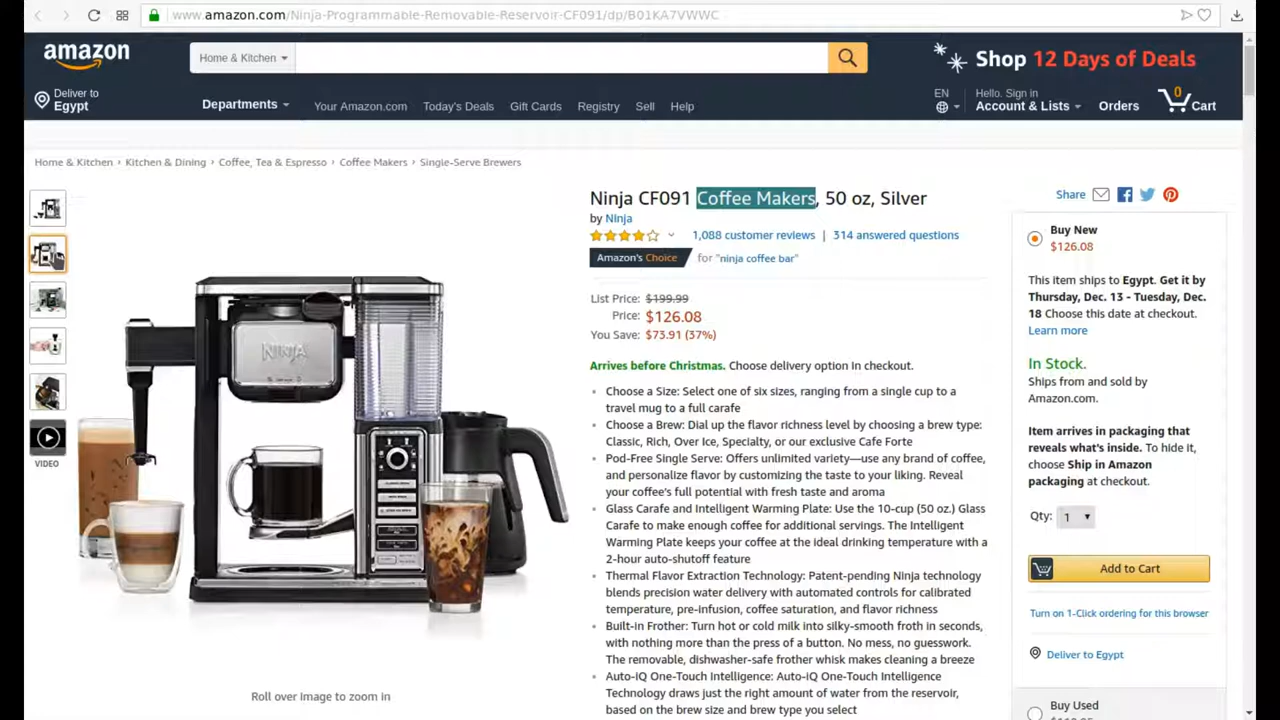 www.amazon.com/Ninja-Programmable-Removable-Reservoir-CF091/dp/B01KA7VWWC
amazon
Home & Kitchen
Shop 12 Days of Deals
Deliver to
Egypt
Departments
Your Amazon.com
Today's Deals
Gift Cards
Registry
Sell
Help
EN
Hello. Sign in
Account & Lists
Orders
0
Cart
Home & Kitchen › Kitchen & Dining › Coffee, Tea & Espresso › Coffee Makers › Single-Serve Brewers
VIDEO
NINJA
Roll over image to zoom in
Ninja CF091 Coffee Makers, 50 oz, Silver
by Ninja
1,088 customer reviews | 314 answered questions
Amazon's Choice for "ninja coffee bar"
List Price: $199.99
Price: $126.08
You Save: $73.91 (37%)
Arrives before Christmas. Choose delivery option in checkout.
Choose a Size: Select one of six sizes, ranging from a single cup to a
travel mug to a full carafe
Choose a Brew: Dial up the flavor richness level by choosing a brew type:
Classic, Rich, Over Ice, Specialty, or our exclusive Cafe Forte
Pod-Free Single Serve: Offers unlimited variety—use any brand of coffee,
and personalize flavor by customizing the taste to your liking. Reveal
your coffee's full potential with fresh taste and aroma
Glass Carafe and Intelligent Warming Plate: Use the 10-cup (50 oz.) Glass
Carafe to make enough coffee for additional servings. The Intelligent
Warming Plate keeps your coffee at the ideal drinking temperature with a
2-hour auto-shutoff feature
Thermal Flavor Extraction Technology: Patent-pending Ninja technology
blends precision water delivery with automated controls for calibrated
temperature, pre-infusion, coffee saturation, and flavor richness
Built-in Frother: Turn hot or cold milk into silky-smooth froth in seconds,
with nothing more than the press of a button. No mess, no guesswork.
The removable, dishwasher-safe frother whisk makes cleaning a breeze
Auto-iQ One-Touch Intelligence: Auto-iQ One-Touch Intelligence
Technology draws just the right amount of water from the reservoir,
based on the brew size and brew type you select
Share
Buy New
$126.08
This item ships to Egypt. Get it by
Thursday, Dec. 13 - Tuesday, Dec.
18 Choose this date at checkout.
Learn more
In Stock.
Ships from and sold by
Amazon.com.
Item arrives in packaging that
reveals what's inside. To hide it,
choose Ship in Amazon
packaging at checkout.
Qty: 1
Add to Cart
Turn on 1-Click ordering for this browser
Deliver to Egypt
Buy Used